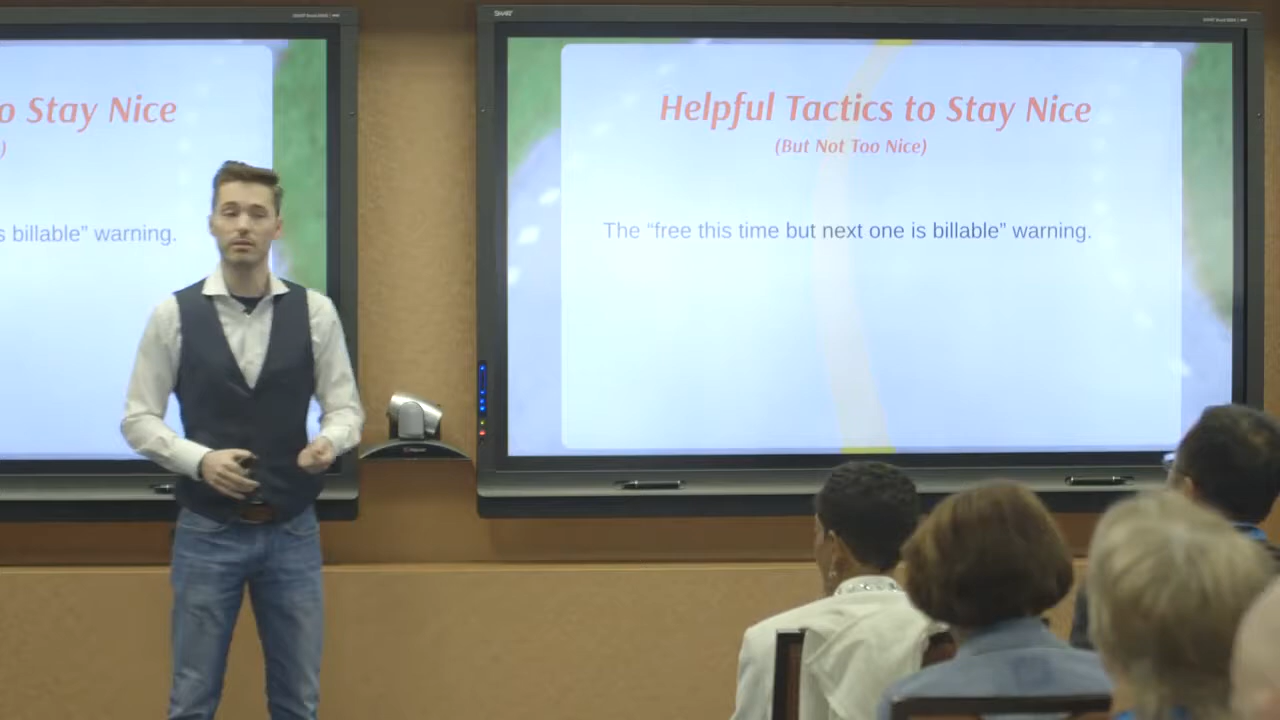 o Stay Nice
)
s billable” warning.
SMART
Helpful Tactics to Stay Nice
(But Not Too Nice)
The “free this time but next one is billable” warning.